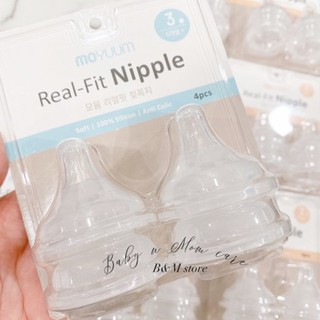 moyuum
3
Real-Fit Nipple
모윰 리얼핏 젖꼭지
Soft | 100% Silicon | Anti Colic
4pcs
Baby n Mom care
B&M store